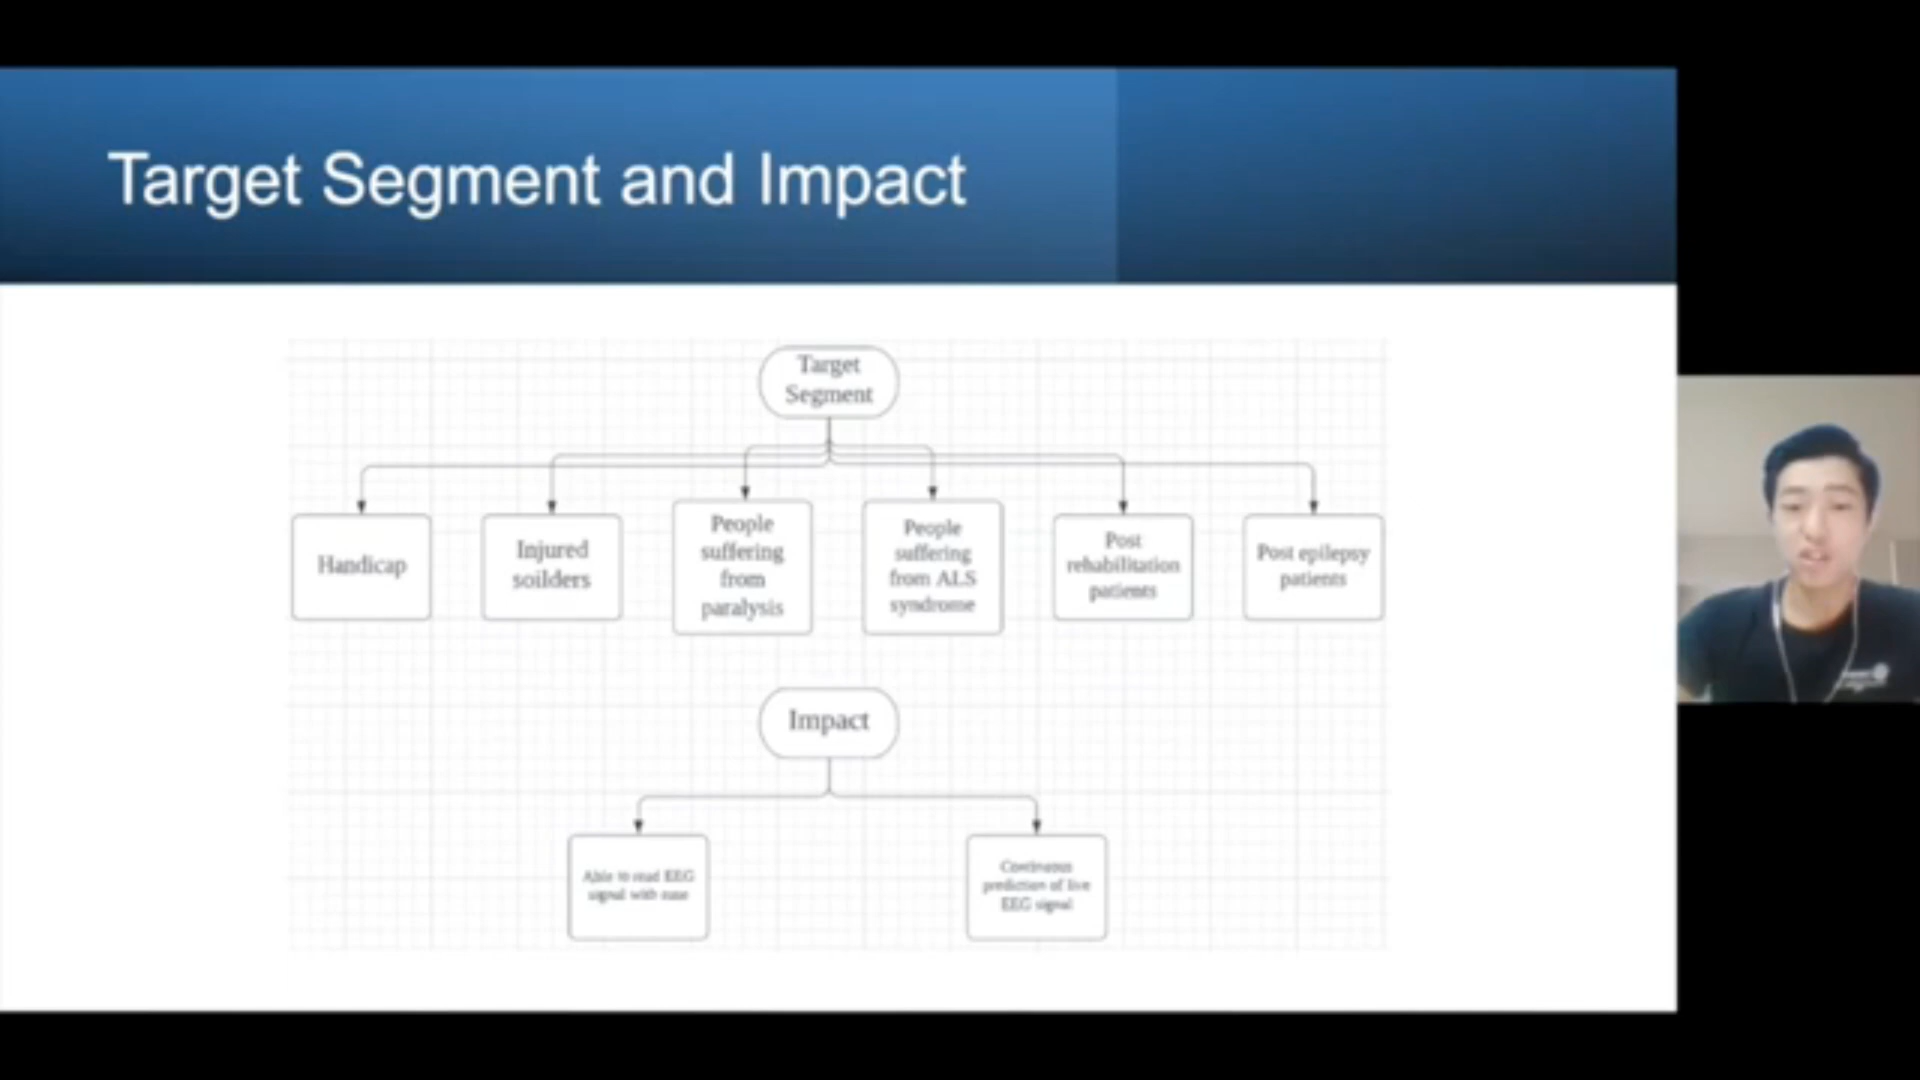 Target Segment and Impact
Target
Segment
Handicap
Injured
soilders
People
suffering
from
paralysis
People
suffering
from ALS
syndrome
Post
rehabilitation
patients
Post epilepsy
patients
Impact
Able to read EEG
signal with ease
Continuous
prediction of live
EEG signal